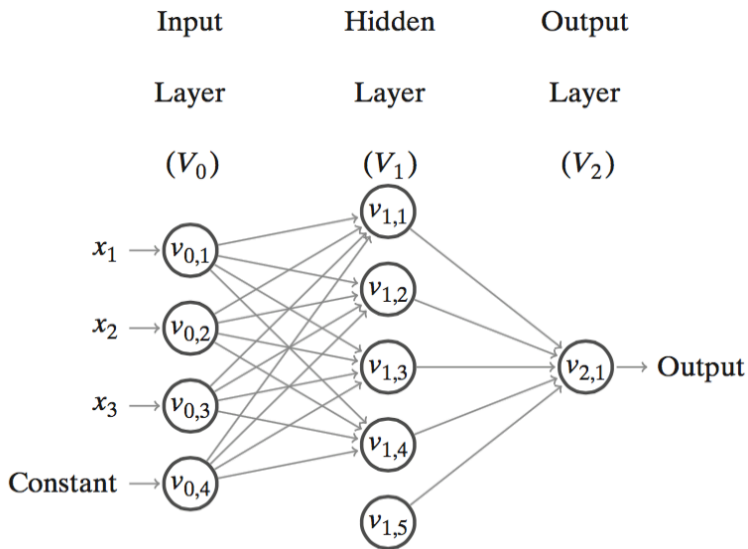 Input Hidden Output
Layer Layer Layer
(V₀) (V₁) (V₂)
v₁,₁
x₁ v₀,₁
v₁,₂
x₂ v₀,₂
v₁,₃ v₂,₁ Output
x₃ v₀,₃
v₁,₄
Constant v₀,₄
v₁,₅